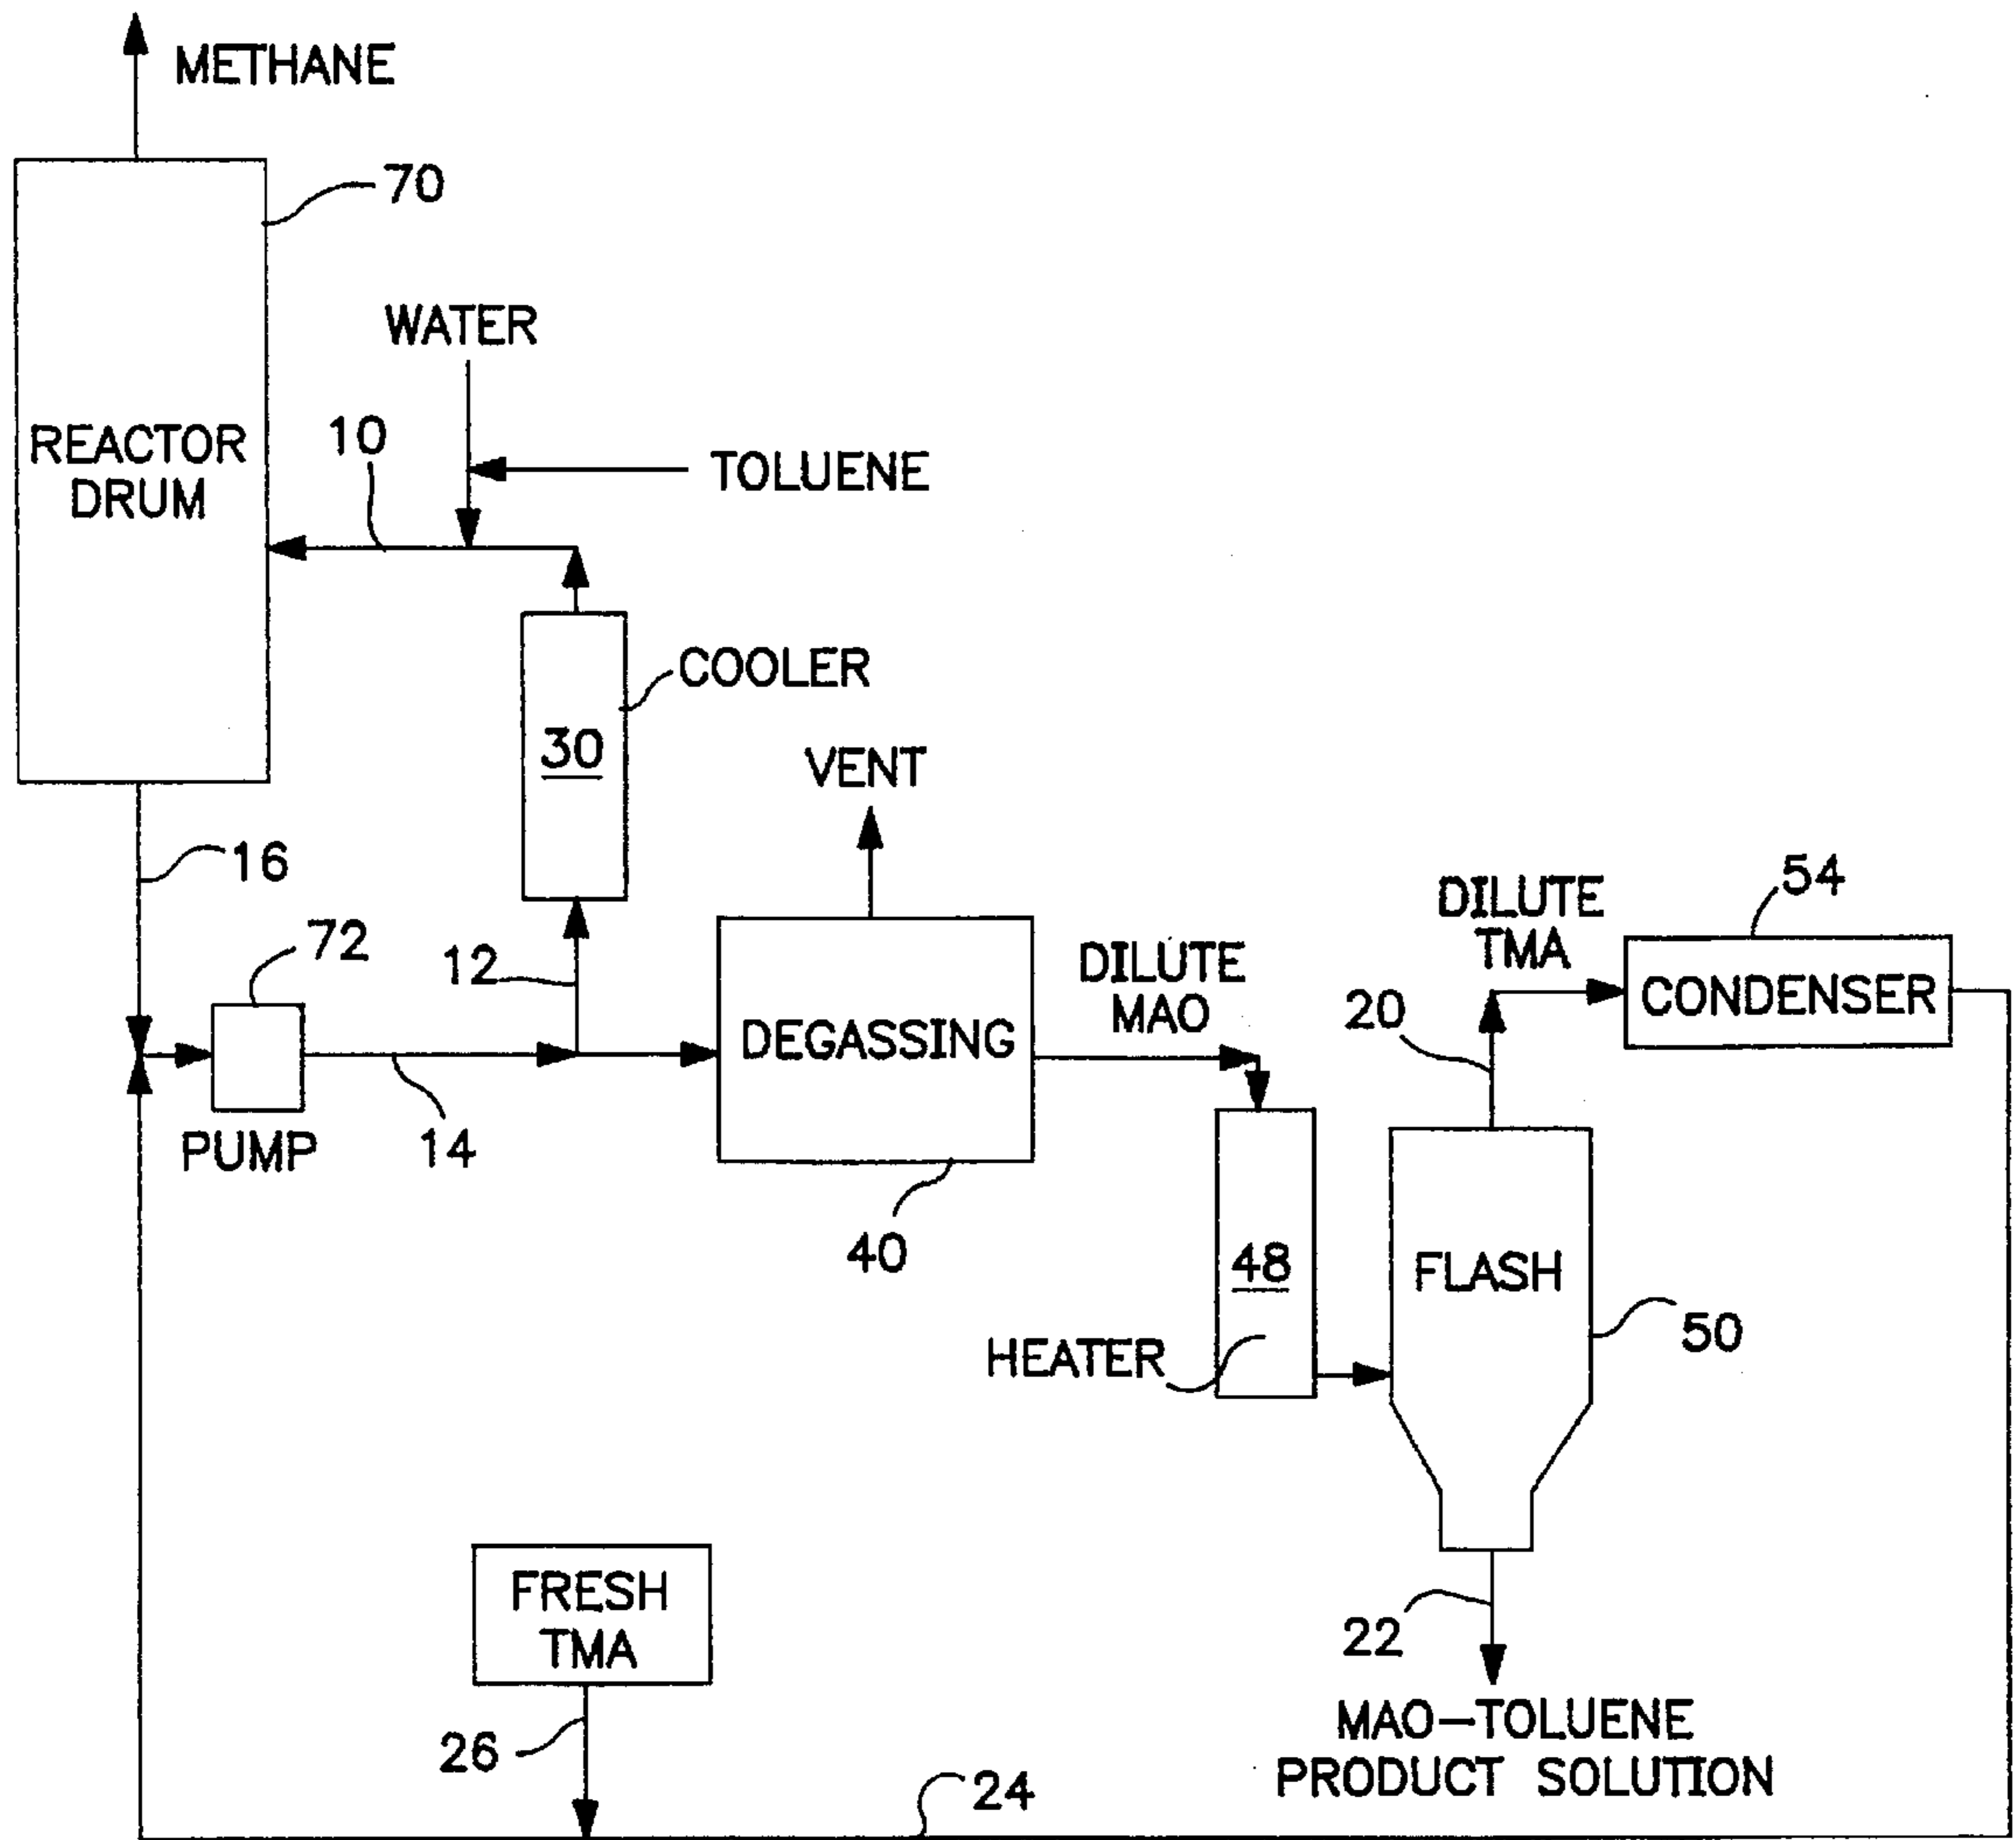 METHANE
70
WATER
10
REACTOR
DRUM
TOLUENE
COOLER
30
VENT
16
54
DILUTE
TMA
72
12
DILUTE
MAO
20
CONDENSER
DEGASSING
PUMP
14
40
48
FLASH
HEATER
50
FRESH
TMA
22
26
MAO-TOLUENE
PRODUCT SOLUTION
24